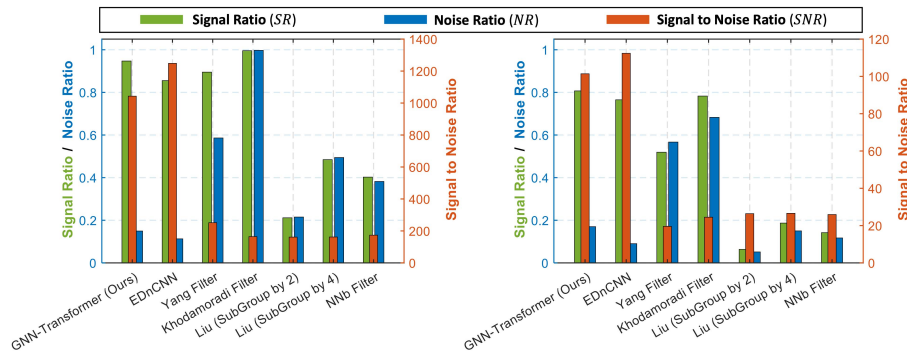 Signal Ratio (SR) Noise Ratio (NR) Signal to Noise Ratio (SNR)
Signal Ratio / Noise Ratio
1
0.8
0.6
0.4
0.2
0
1400
1200
1000
800
600
400
200
0
Signal to Noise Ratio
GNN-Transformer (Ours)
EDnCNN
Yang Filter
Khodamoradi Filter
Liu (SubGroup by 2)
Liu (SubGroup by 4)
NNb Filter
Signal Ratio / Noise Ratio
1
0.8
0.6
0.4
0.2
0
120
100
80
60
40
20
0
Signal to Noise Ratio
GNN-Transformer (Ours)
EDnCNN
Yang Filter
Khodamoradi Filter
Liu (SubGroup by 2)
Liu (SubGroup by 4)
NNb Filter